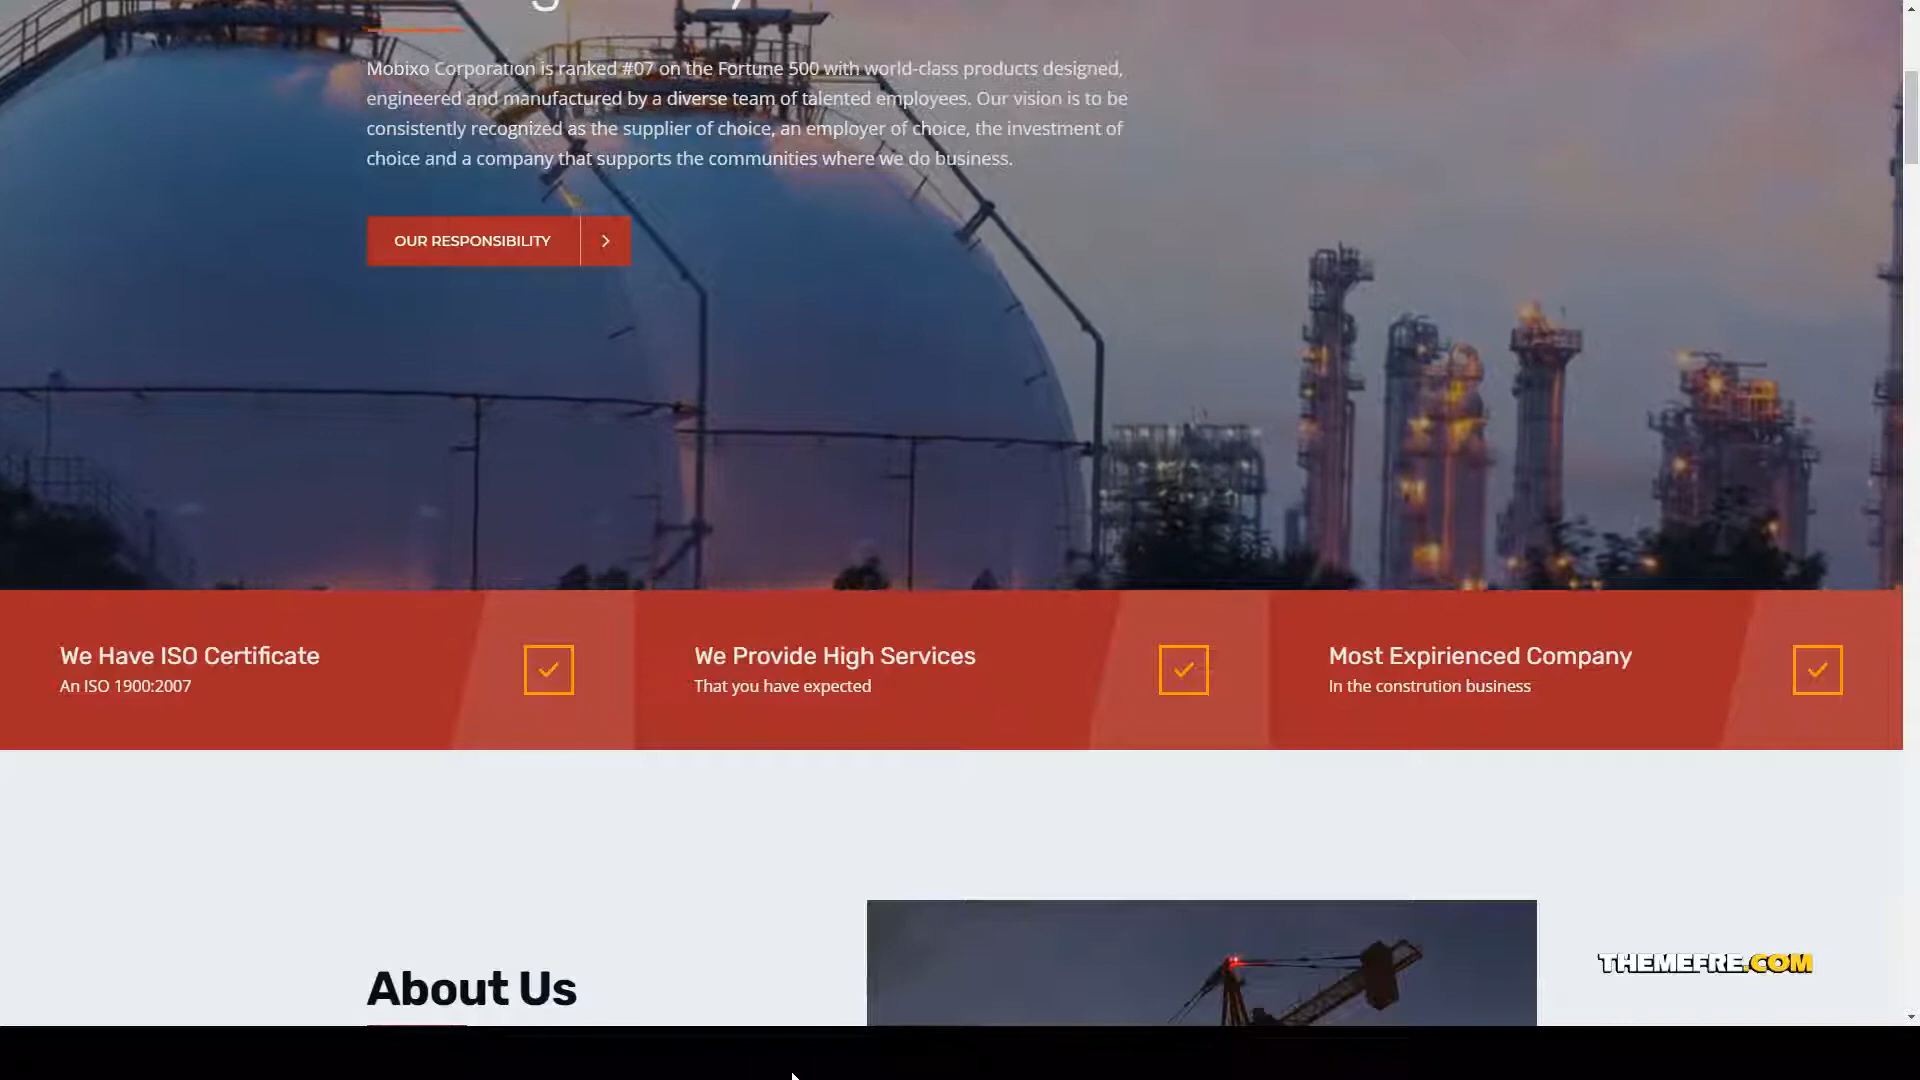 Mobixo Corporation is ranked #07 on the Fortune 500 with world-class products designed,
engineered and manufactured by a diverse team of talented employees. Our vision is to be
consistently recognized as the supplier of choice, an employer of choice, the investment of
choice and a company that supports the communities where we do business.
OUR RESPONSIBILITY
We Have ISO Certificate
An ISO 1900:2007
We Provide High Services
That you have expected
Most Expirienced Company
In the constrution business
About Us
THEMEFRE.COM